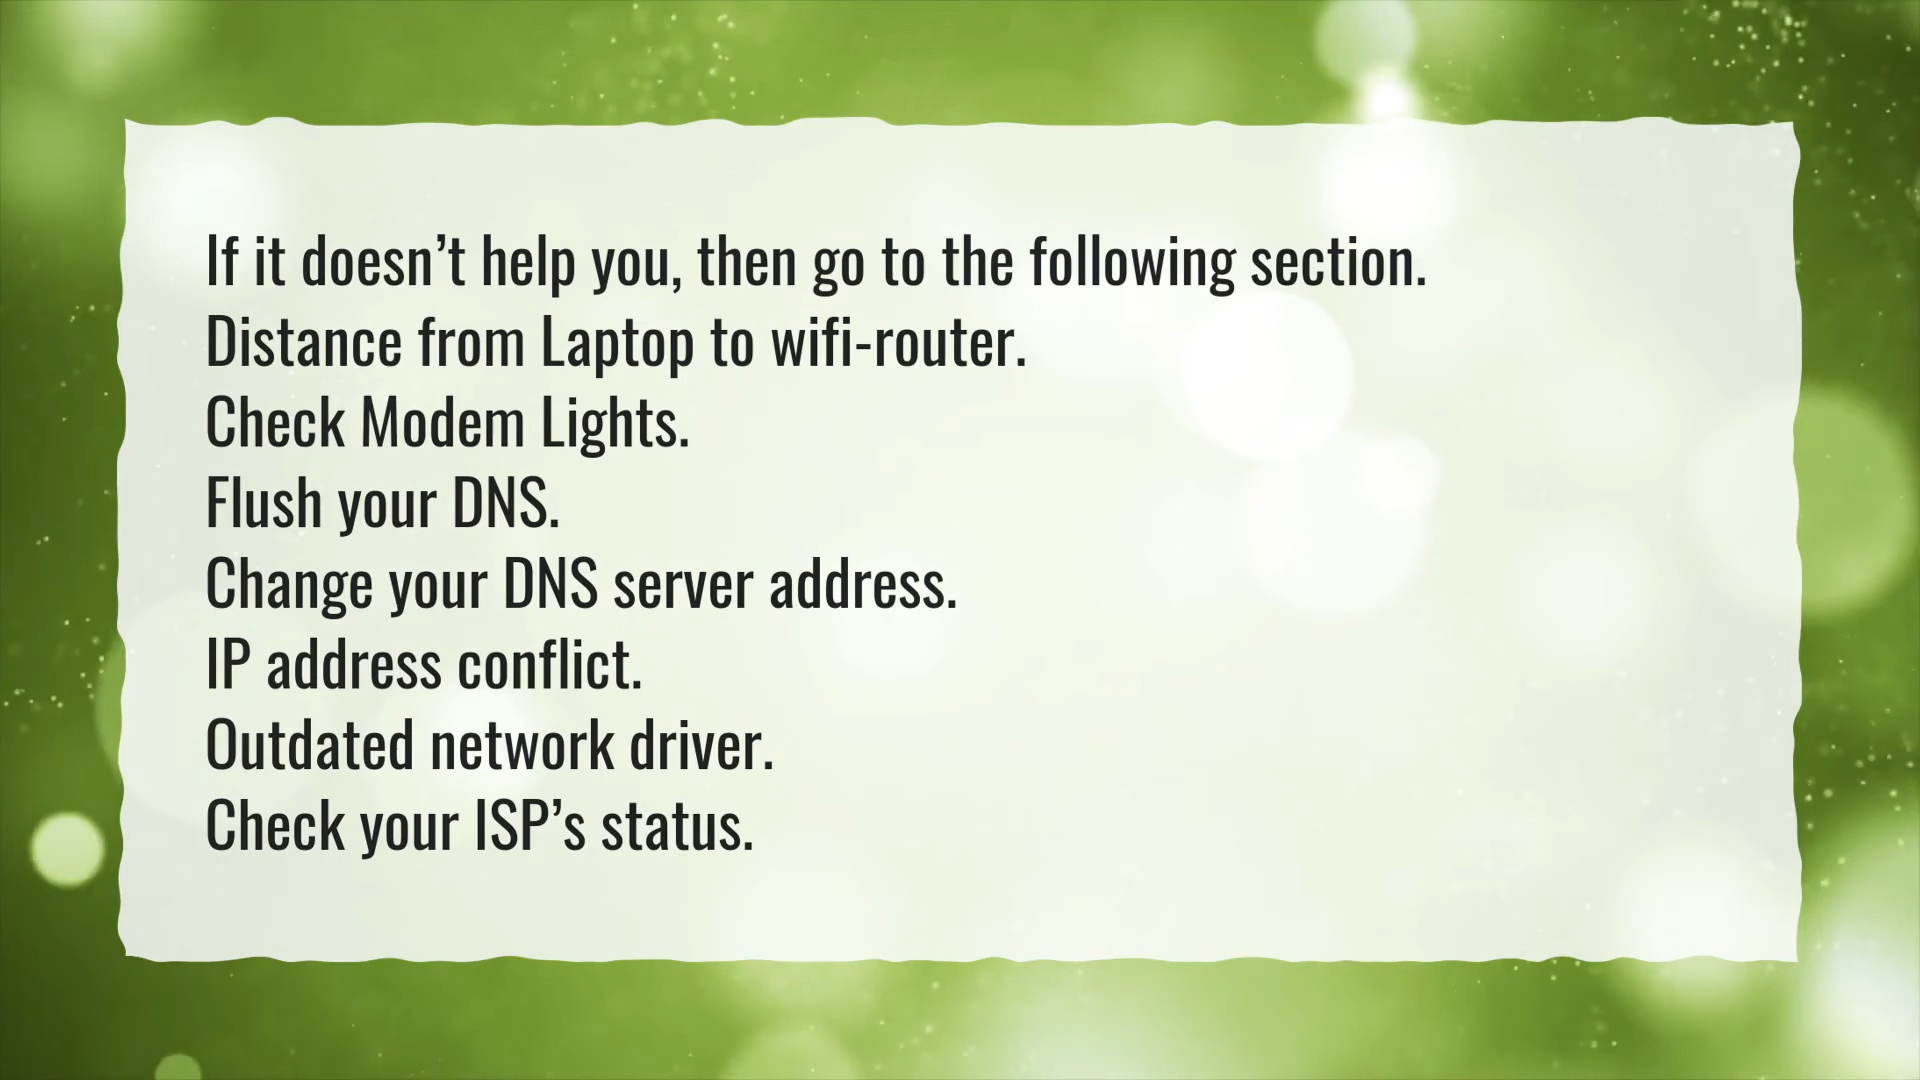 If it doesn’t help you, then go to the following section.
Distance from Laptop to wifi-router.
Check Modem Lights.
Flush your DNS.
Change your DNS server address.
IP address conflict.
Outdated network driver.
Check your ISP’s status.